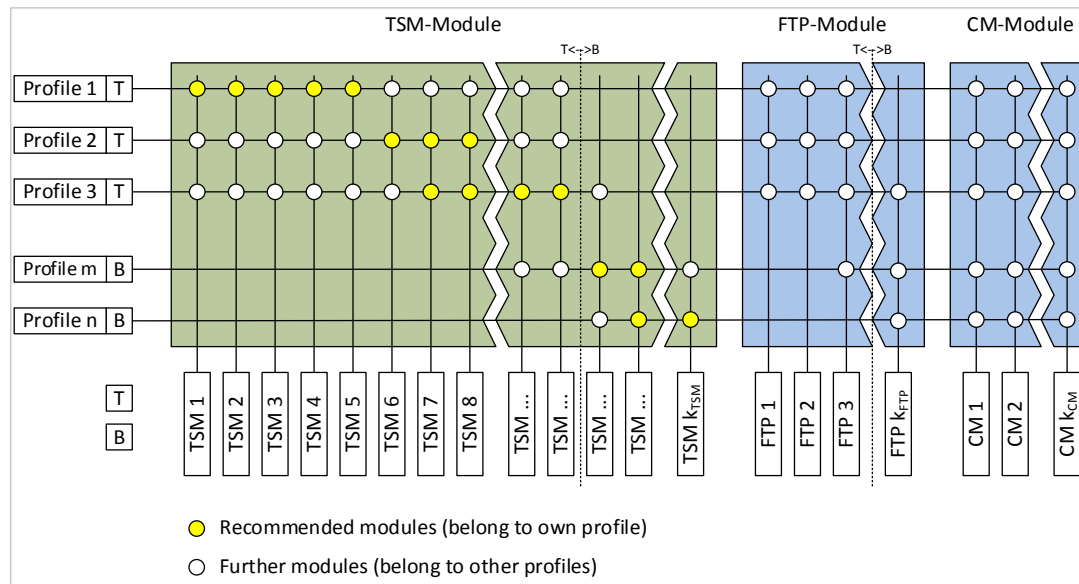 TSM-Module FTP-Module CM-Module
T<-->B T<-->B
Profile 1 T
Profile 2 T
Profile 3 T
Profile m B
Profile n B
T
B
TSM 1
TSM 2
TSM 3
TSM 4
TSM 5
TSM 6
TSM 7
TSM 8
TSM ...
TSM ...
TSM ...
TSM ...
TSM kTSM
FTP 1
FTP 2
FTP 3
FTP kFTP
CM 1
CM 2
CM kCM
Recommended modules (belong to own profile)
Further modules (belong to other profiles)